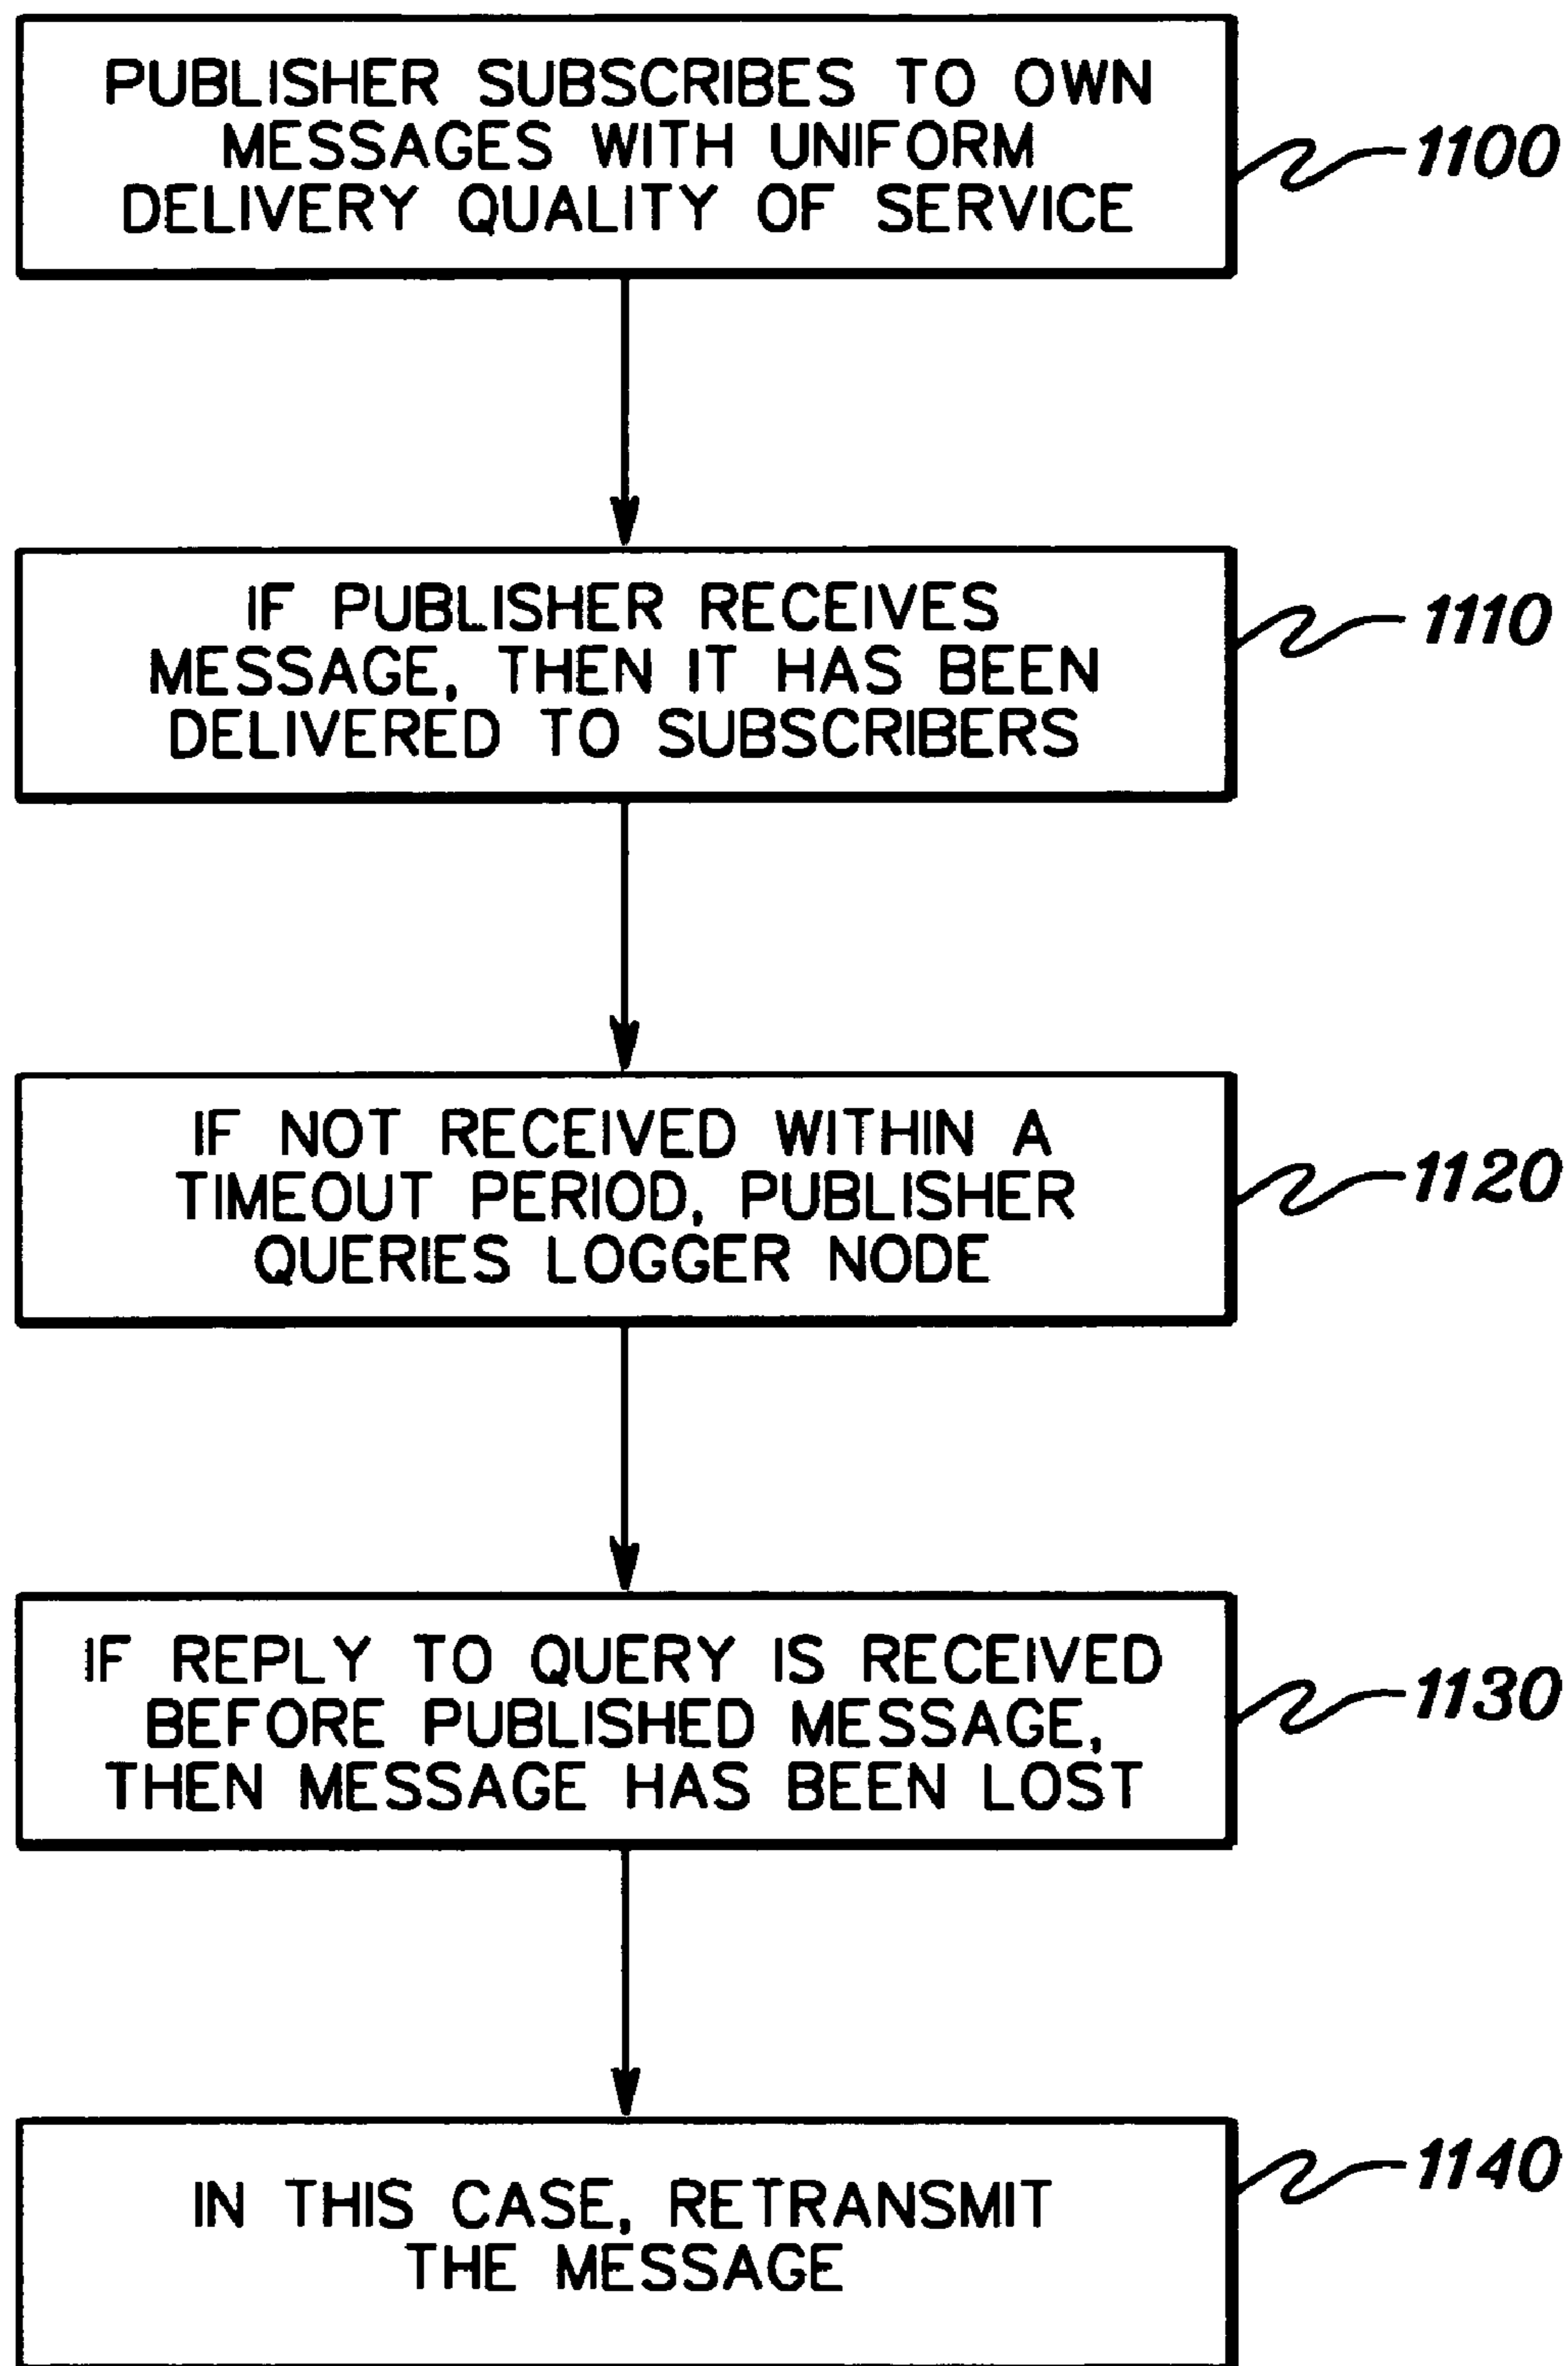 PUBLISHER SUBSCRIBES TO OWN
MESSAGES WITH UNIFORM
DELIVERY QUALITY OF SERVICE
1100
IF PUBLISHER RECEIVES
MESSAGE, THEN IT HAS BEEN
DELIVERED TO SUBSCRIBERS
1110
IF NOT RECEIVED WITHIN A
TIMEOUT PERIOD, PUBLISHER
QUERIES LOGGER NODE
1120
IF REPLY TO QUERY IS RECEIVED
BEFORE PUBLISHED MESSAGE,
THEN MESSAGE HAS BEEN LOST
1130
IN THIS CASE, RETRANSMIT
THE MESSAGE
1140